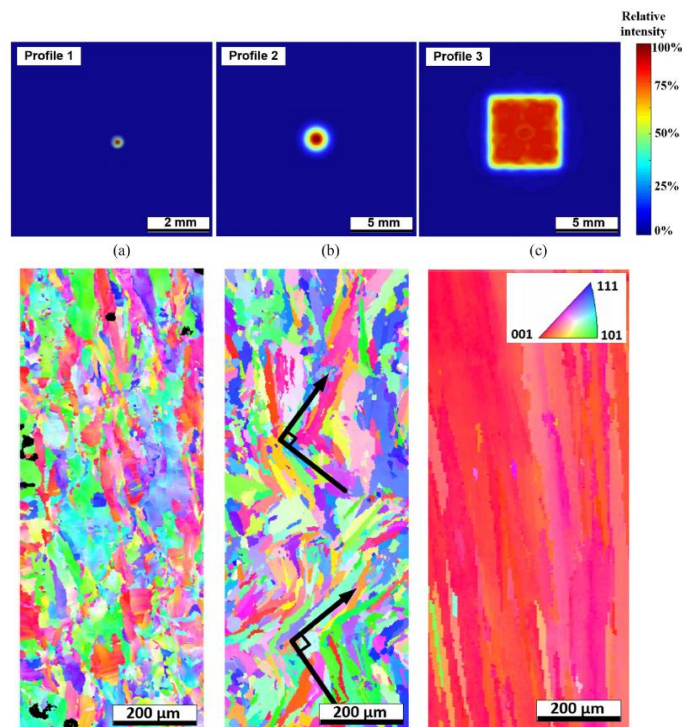 Relative
intensity
Profile 1
Profile 2
Profile 3
100%
75%
50%
25%
0%
2 mm
5 mm
5 mm
(a)
(b)
(c)
111
001
101
200 μm
200 μm
200 μm